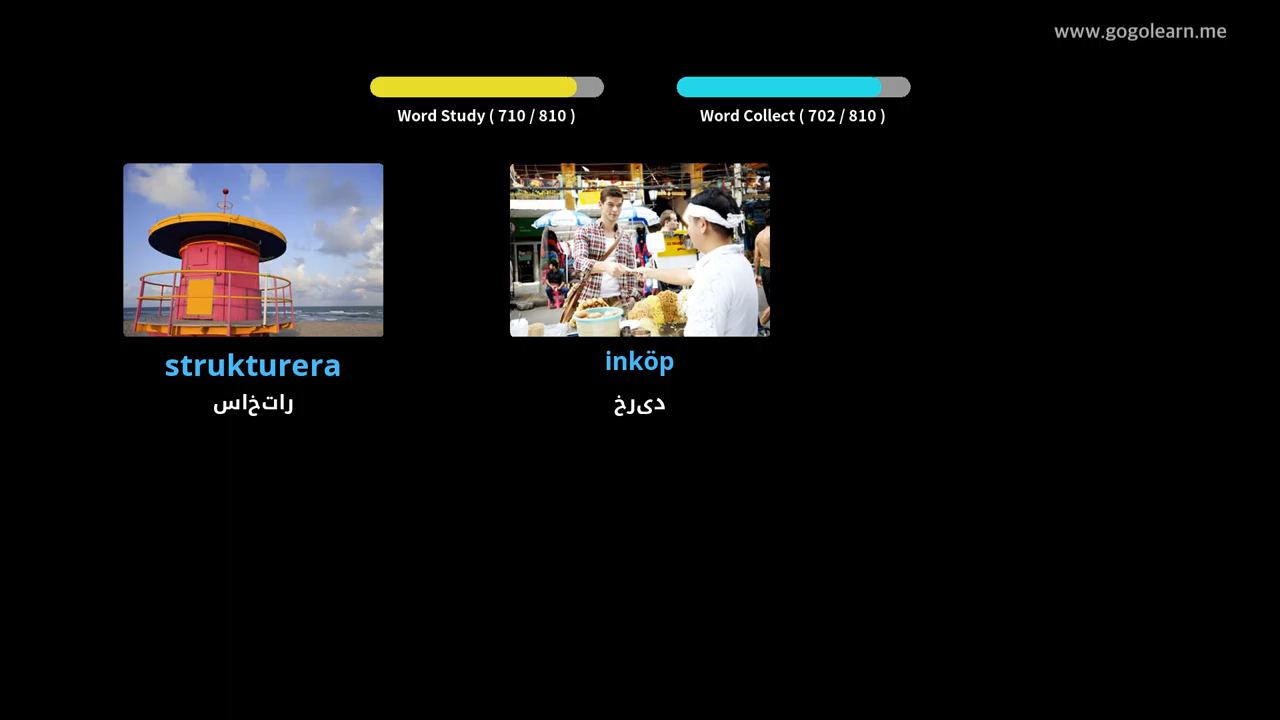 www.gogolearn.me
Word Study ( 710 / 810 )
Word Collect ( 702 / 810 )
strukturera
ساختار
inköp
خرید